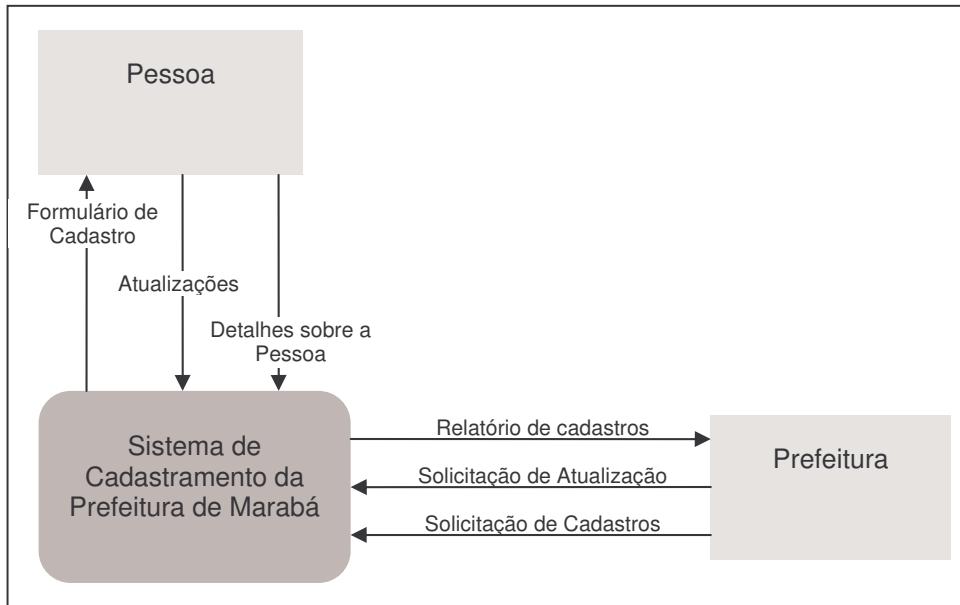 Pessoa
Formulário de
Cadastro
Atualizações
Detalhes sobre a
Pessoa
Sistema de
Cadastramento da
Prefeitura de Marabá
Relatório de cadastros
Solicitação de Atualização
Solicitação de Cadastros
Prefeitura